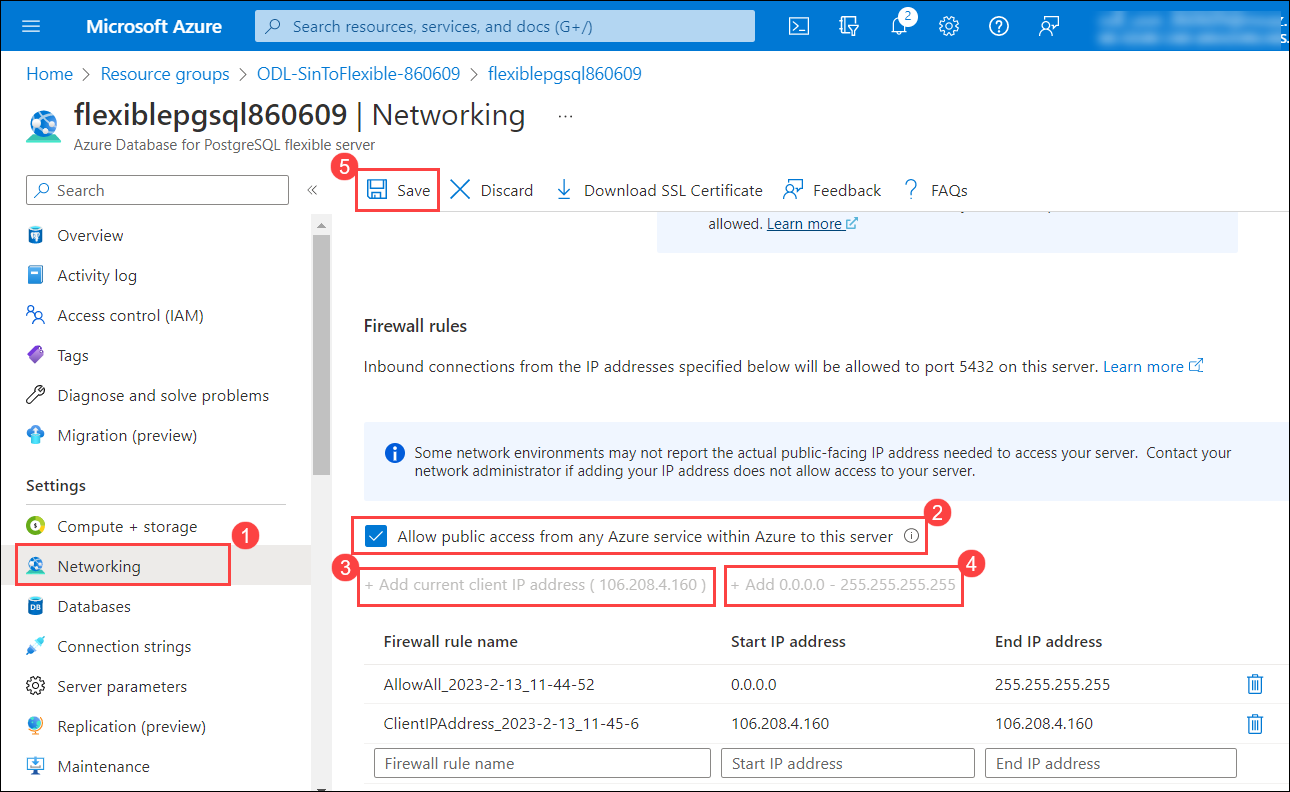 Microsoft Azure
Search resources, services, and docs (G+/)
2
Home > Resource groups > ODL-SinToFlexible-860609 > flexiblepgsql860609
flexiblepgsql860609 | Networking ...
Azure Database for PostgreSQL flexible server
5
Search «
Save Discard Download SSL Certificate Feedback FAQs
Overview
Activity log
Access control (IAM)
Tags
Diagnose and solve problems
Migration (preview)
Settings
Compute + storage
1
Networking
Databases
Connection strings
Server parameters
Replication (preview)
Maintenance
allowed. Learn more
Firewall rules
Inbound connections from the IP addresses specified below will be allowed to port 5432 on this server. Learn more
Some network environments may not report the actual public-facing IP address needed to access your server. Contact your
network administrator if adding your IP address does not allow access to your server.
2
Allow public access from any Azure service within Azure to this server
3
+ Add current client IP address ( 106.208.4.160 )
4
+ Add 0.0.0.0 - 255.255.255.255
Firewall rule name Start IP address End IP address
AllowAll_2023-2-13_11-44-52 0.0.0.0 255.255.255.255
ClientIPAddress_2023-2-13_11-45-6 106.208.4.160 106.208.4.160
Firewall rule name Start IP address End IP address